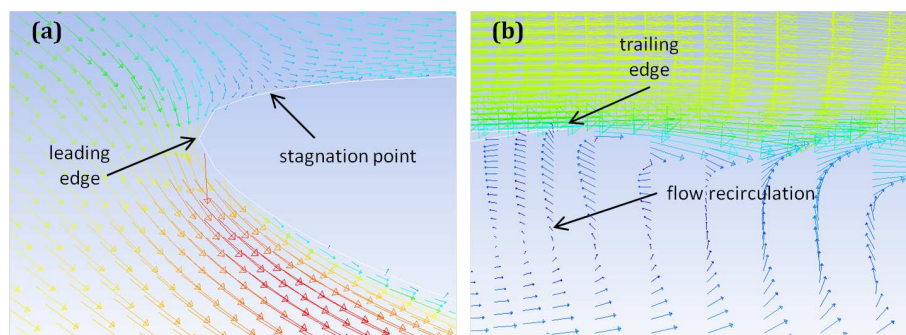 (a)
leading
edge
stagnation point
(b)
trailing
edge
flow recirculation